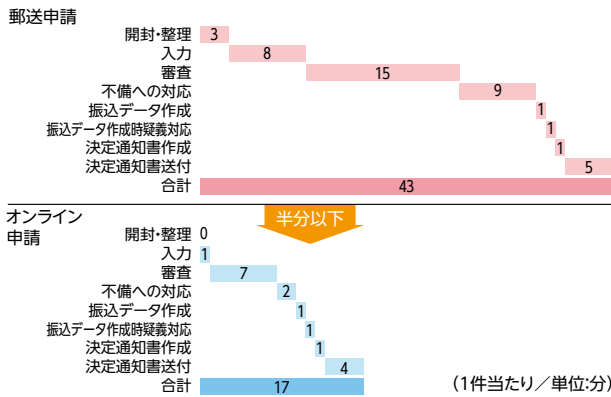 郵送申請
開封・整理 3
入力 8
審査 15
不備への対応 9
振込データ作成 1
振込データ作成時疑義対応 1
決定通知書作成 1
決定通知書送付 5
合計 43
オンライン
申請
半分以下
開封・整理 0
入力 1
審査 7
不備への対応 2
振込データ作成 1
振込データ作成時疑義対応 1
決定通知書作成 1
決定通知書送付 4
合計 17
(1件当たり/単位:分)